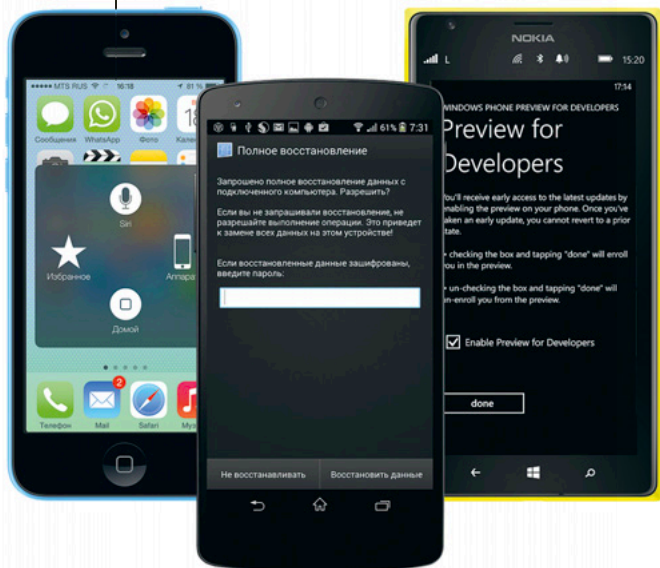 MTS RUS
16:18
81 %
Сообщения
WhatsApp
Фото
Siri
Избранное
Домой
2
Телефон
Mail
Safari
61% 7:31
Полное восстановление
Запрошено полное восстановление данных с
подключенного компьютера. Разрешить?
Если вы не запрашивали восстановление, не
разрешайте выполнение операции. Это приведет
к замене всех данных на этом устройстве!
Если восстановленные данные зашифрованы,
введите пароль:
Не восстанавливать
Восстановить данные
NOKIA
L
15:20
17:14
WINDOWS PHONE PREVIEW FOR DEVELOPERS
Preview for
Developers
You'll receive early access to the latest updates by
enabling the preview on your phone. Once you've
taken an early update, you cannot revert to a prior
state.
• checking the box and tapping "done" will enroll
you in the preview.
• un-checking the box and tapping "done" will
un-enroll you from the preview.
Enable Preview for Developers
done